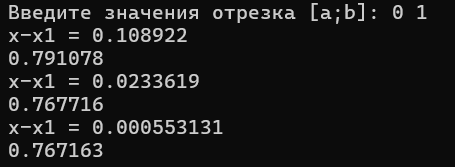 Введите значения отрезка [a;b]: 0 1
x-x1 = 0.108922
0.791078
x-x1 = 0.0233619
0.767716
x-x1 = 0.000553131
0.767163